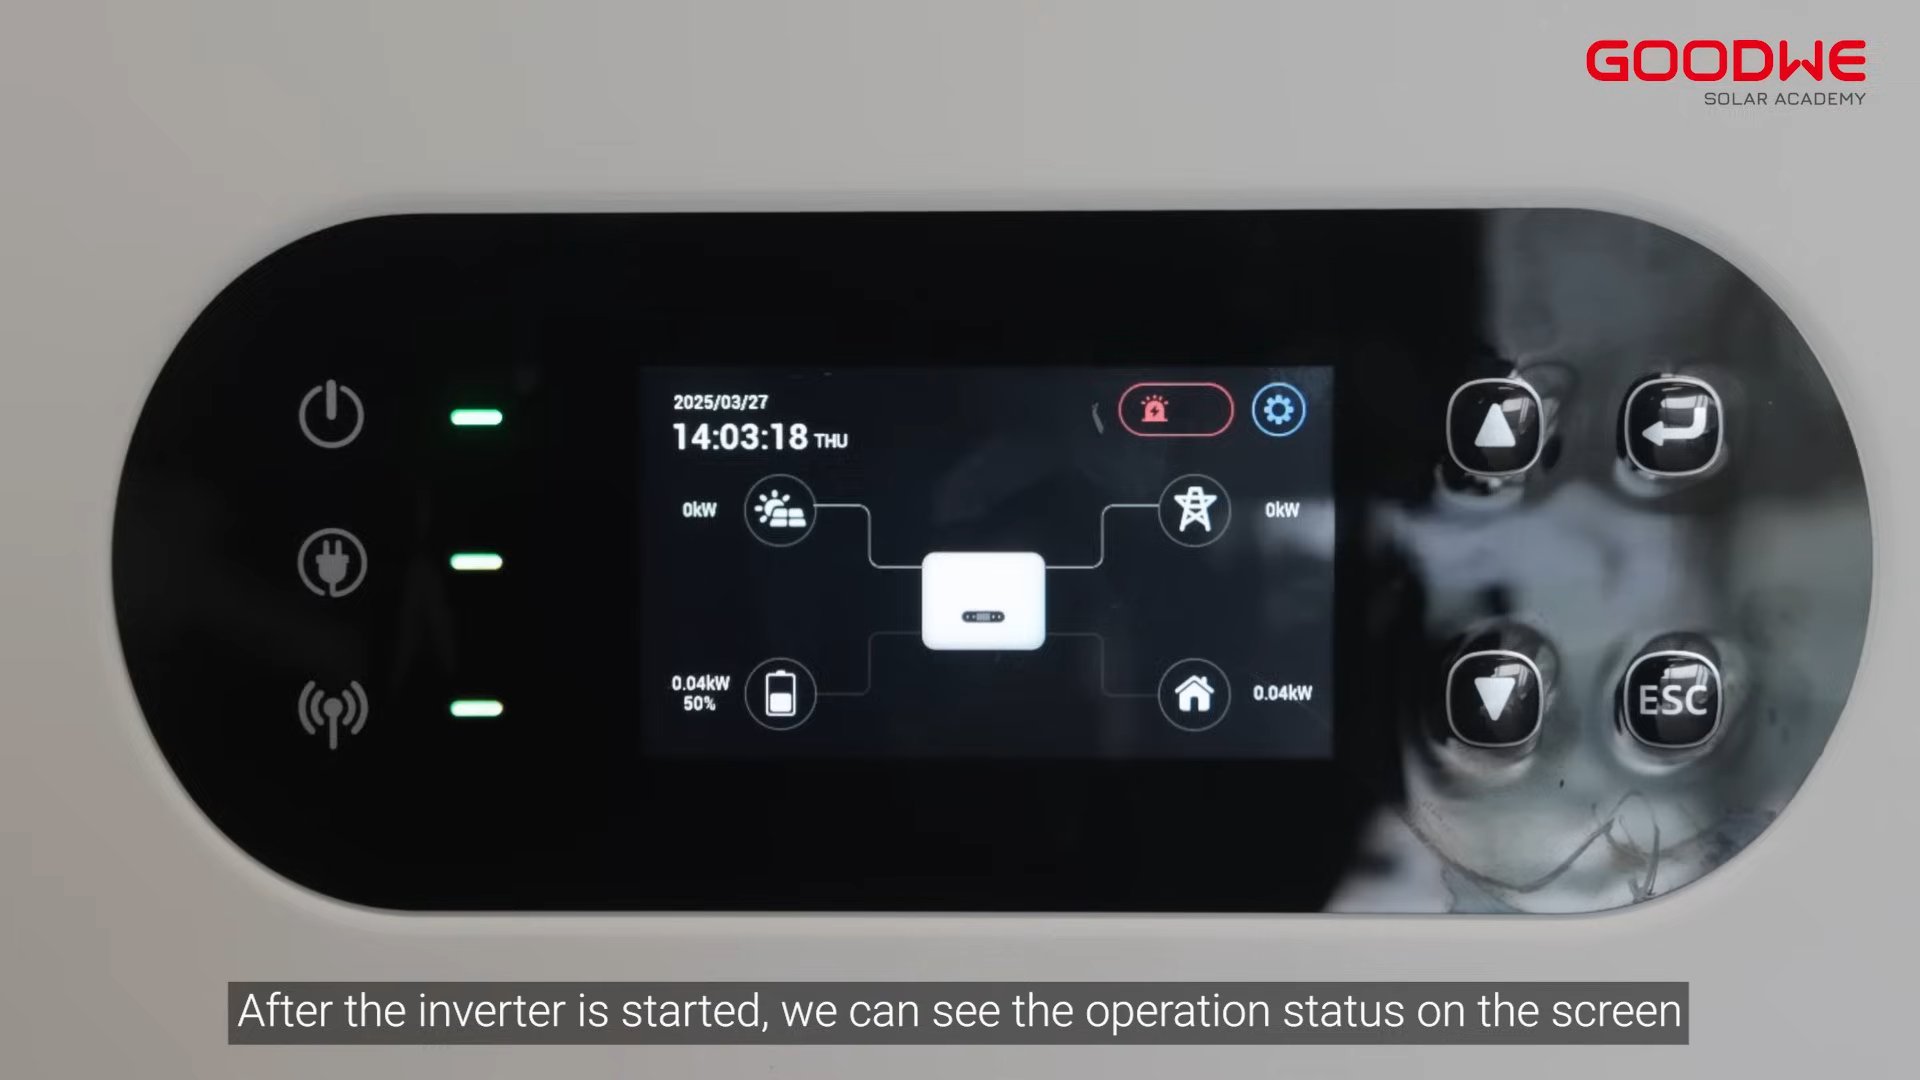 GOODWE
SOLAR ACADEMY
2025/03/27
14:03:18 THU
0kW
0kW
0.04kW
50%
0.04kW
ESC
After the inverter is started, we can see the operation status on the screen